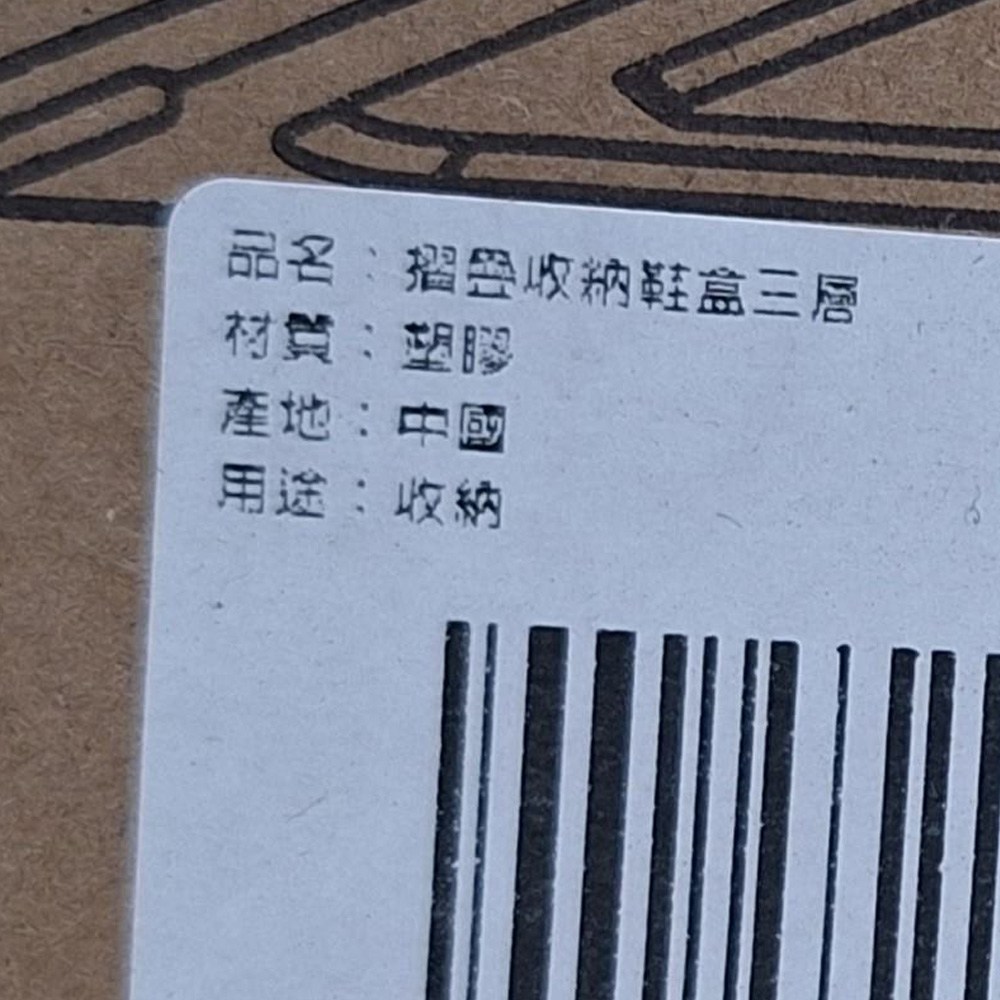 品名：摺疊收納鞋盒三層
材質：塑膠
產地：中國
用途：收納